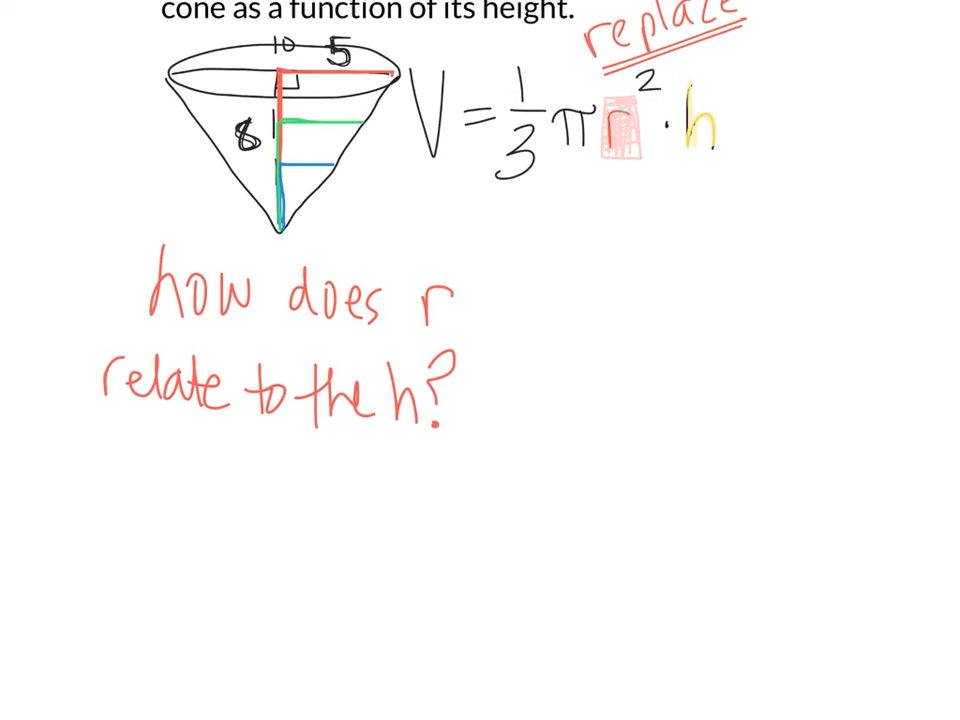 cone as a function of its height.
replace
10 5
8
V = 1/3 π r² · h
how does r
relate to the h?